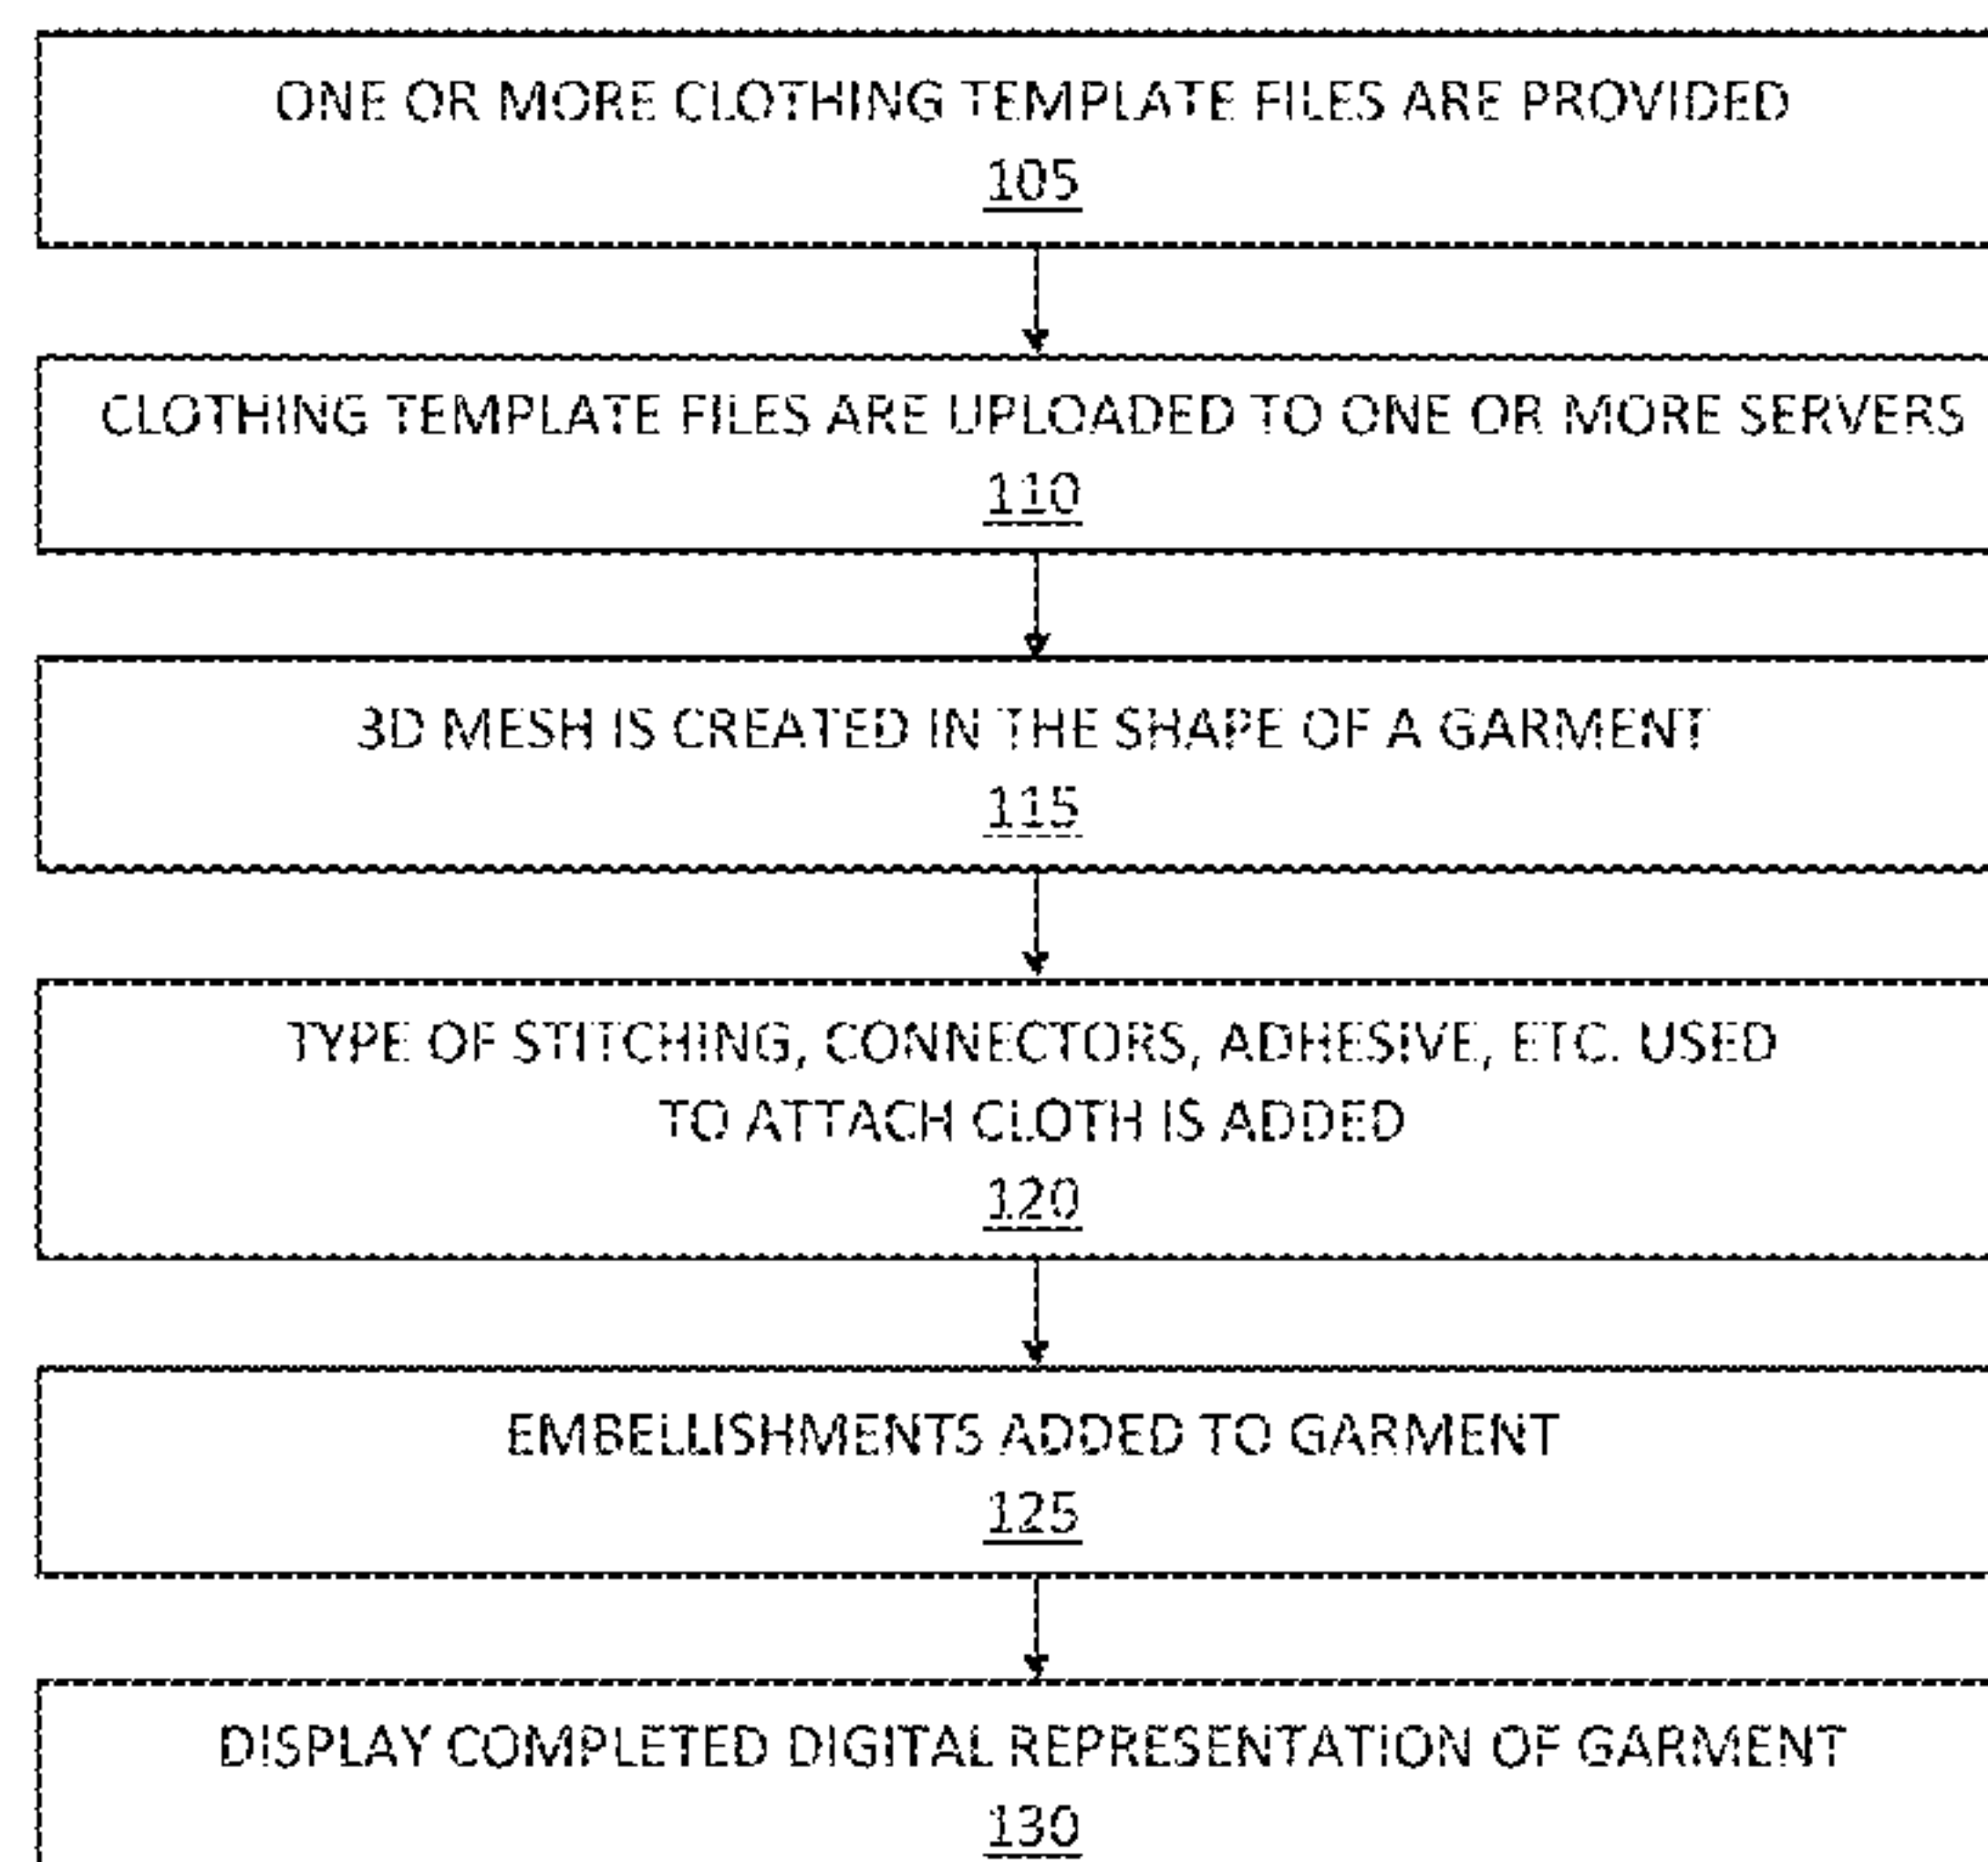 ONE OR MORE CLOTHING TEMPLATE FILES ARE PROVIDED
105
CLOTHING TEMPLATE FILES ARE UPLOADED TO ONE OR MORE SERVERS
110
3D MESH IS CREATED IN THE SHAPE OF A GARMENT
115
TYPE OF STITCHING, CONNECTORS, ADHESIVE, ETC. USED
TO ATTACH CLOTH IS ADDED
120
EMBELLISHMENTS ADDED TO GARMENT
125
DISPLAY COMPLETED DIGITAL REPRESENTATION OF GARMENT
130